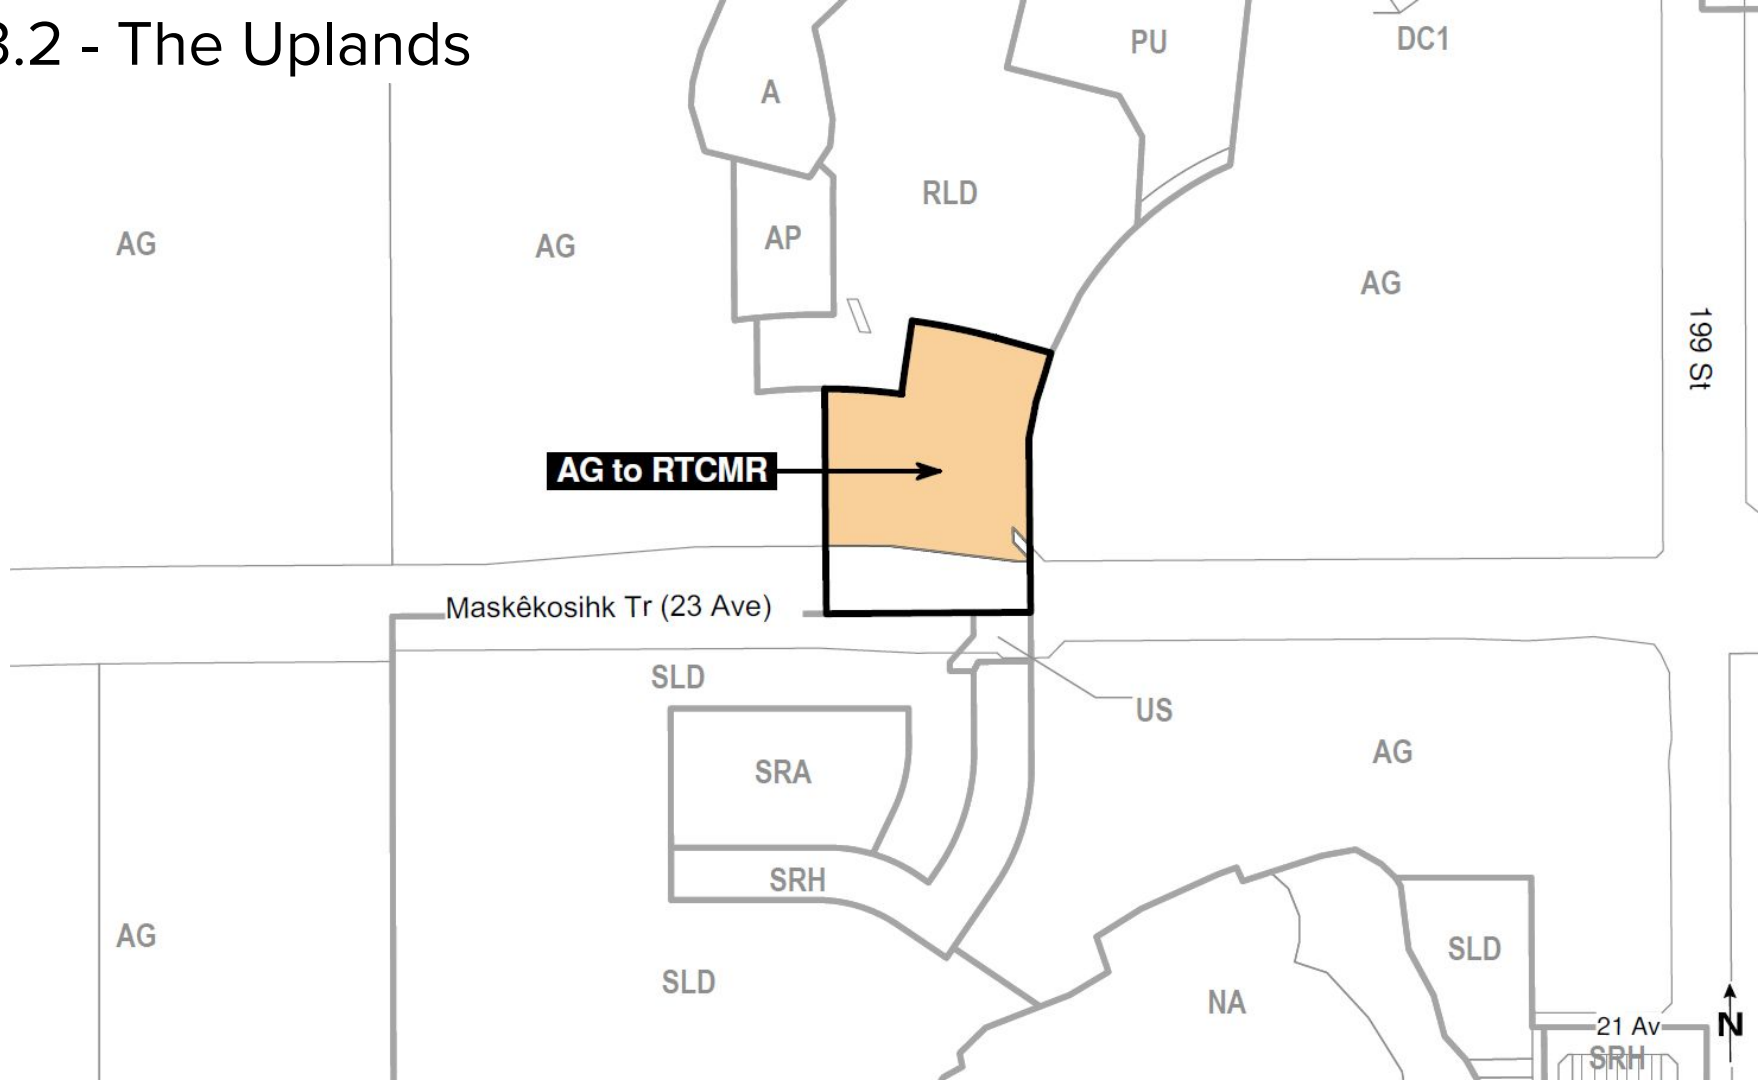 3.2 - The Uplands
PU
DC1
A
RLD
AP
AG
AG
AG
199 St
AG to RTCMR
Maskêkosihk Tr (23 Ave)
SLD
US
AG
SRA
SRH
AG
SLD
SLD
NA
21 Av
N
SRH